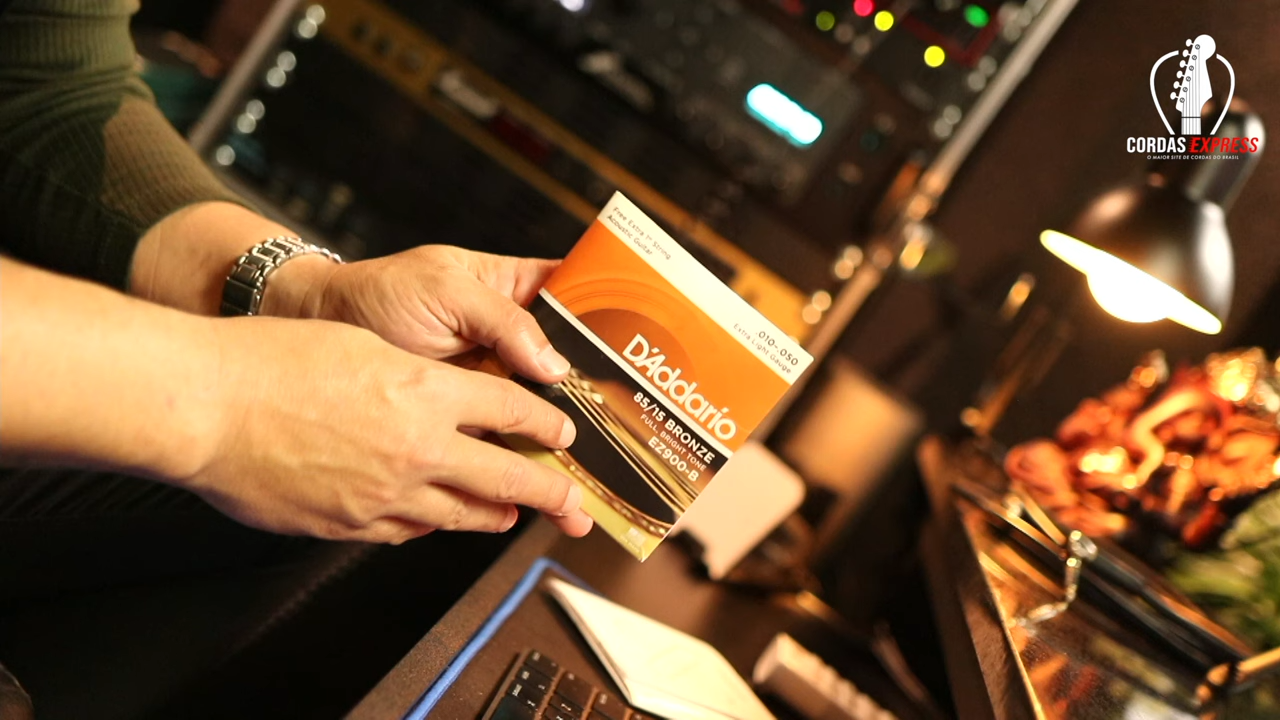 CORDAS EXPRESS
O MAIOR SITE DE CORDAS DO BRASIL
Free Extra 1st String
Acoustic Guitar
.010-.050
Extra Light Gauge
D'Addario
85/15 BRONZE
FULL, BRIGHT TONE
EZ900-B